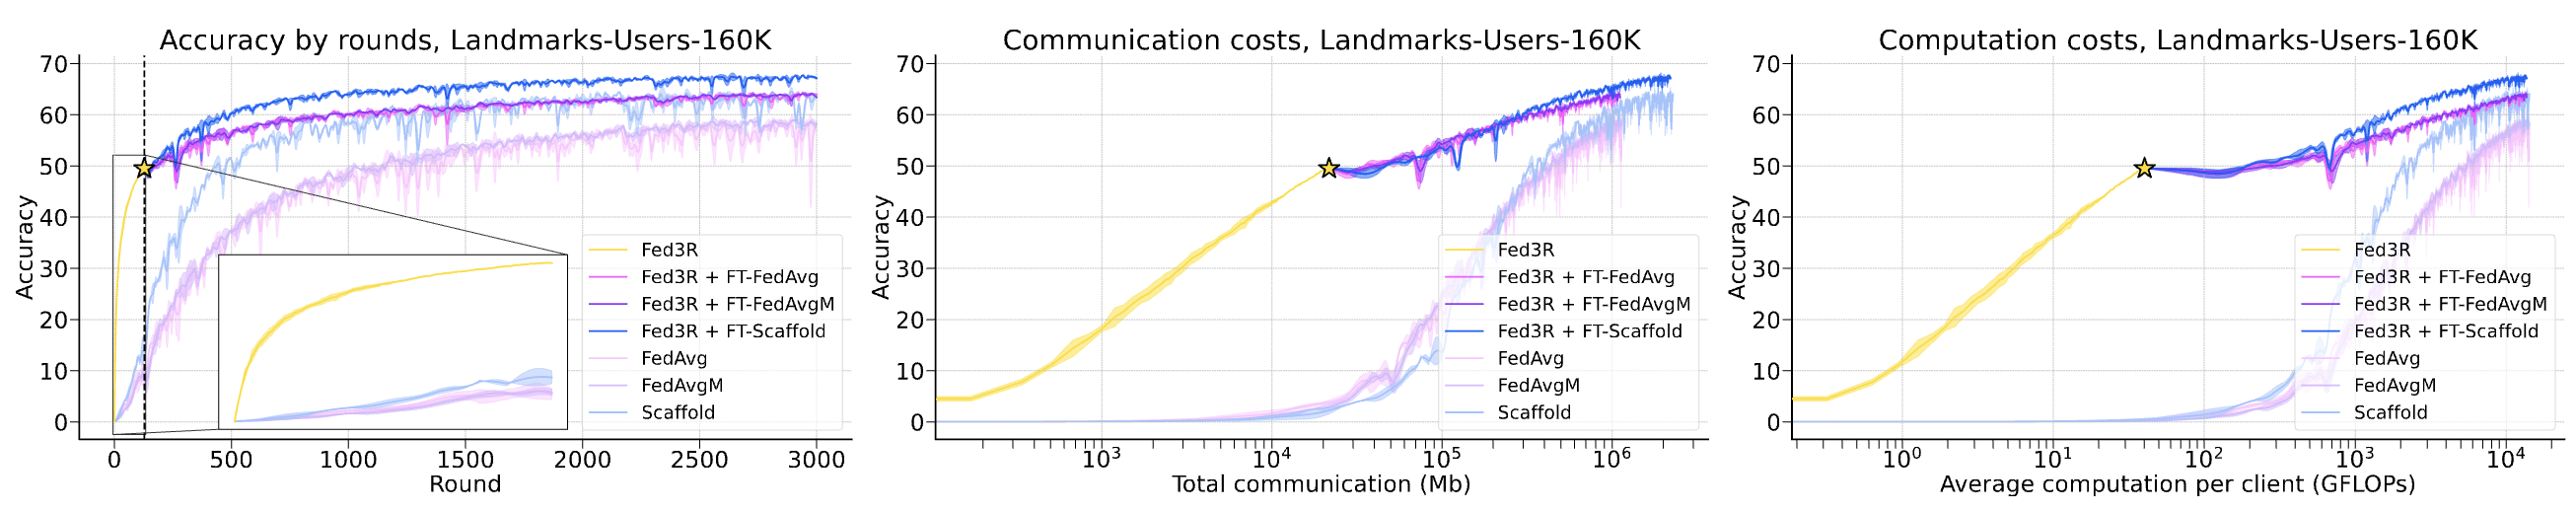 Accuracy by rounds, Landmarks-Users-160K
Accuracy
70
60
50
40
30
20
10
0
0 500 1000 1500 2000 2500 3000
Round
Fed3R
Fed3R + FT-FedAvg
Fed3R + FT-FedAvgM
Fed3R + FT-Scaffold
FedAvg
FedAvgM
Scaffold
Communication costs, Landmarks-Users-160K
Accuracy
70
60
50
40
30
20
10
0
10³ 10⁴ 10⁵ 10⁶
Total communication (Mb)
Fed3R
Fed3R + FT-FedAvg
Fed3R + FT-FedAvgM
Fed3R + FT-Scaffold
FedAvg
FedAvgM
Scaffold
Computation costs, Landmarks-Users-160K
Accuracy
70
60
50
40
30
20
10
0
10⁰ 10¹ 10² 10³ 10⁴
Average computation per client (GFLOPs)
Fed3R
Fed3R + FT-FedAvg
Fed3R + FT-FedAvgM
Fed3R + FT-Scaffold
FedAvg
FedAvgM
Scaffold